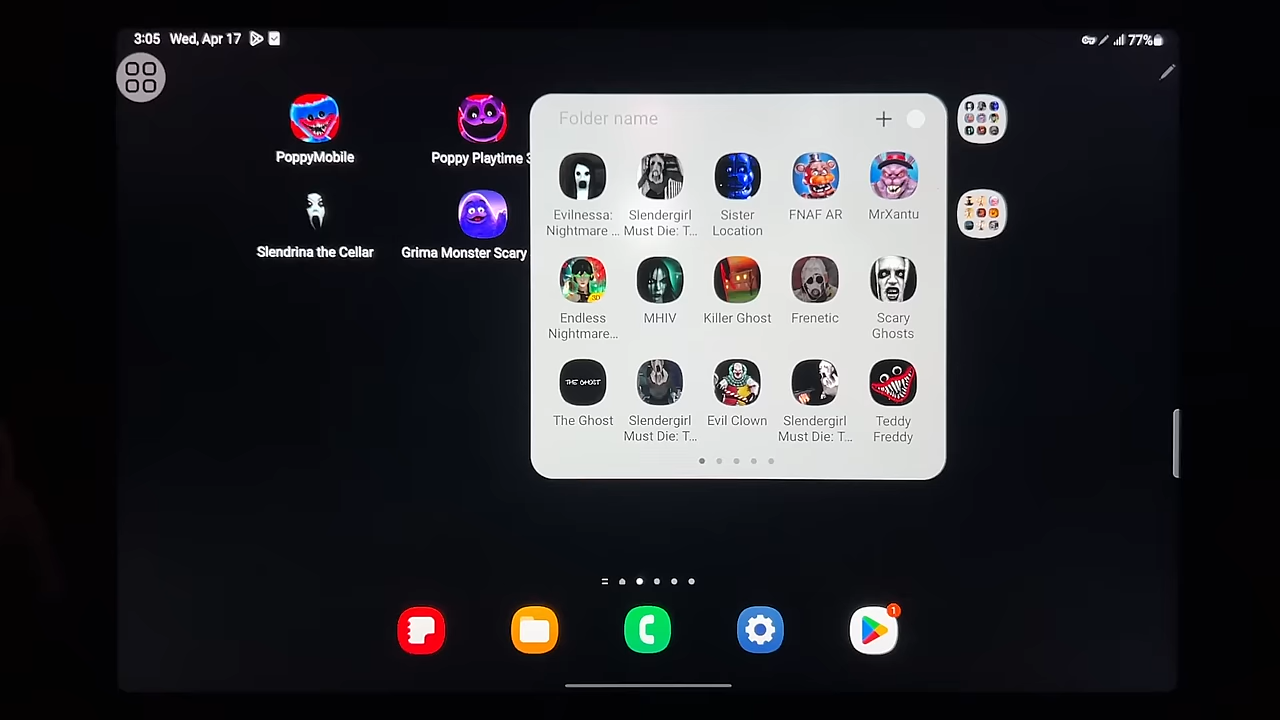 3:05 Wed, Apr 17
77%
PoppyMobile
Poppy Playtime 3
Slendrina the Cellar
Grima Monster Scary
Folder name
Evilnessa:
Nightmare ...
Slendergirl
Must Die: T...
Sister
Location
FNAF AR
MrXantu
Endless
Nightmare...
MHIV
Killer Ghost
Frenetic
Scary
Ghosts
3D
THE GHOST
The Ghost
Slendergirl
Must Die: T...
Evil Clown
Slendergirl
Must Die: T...
Teddy
Freddy
1